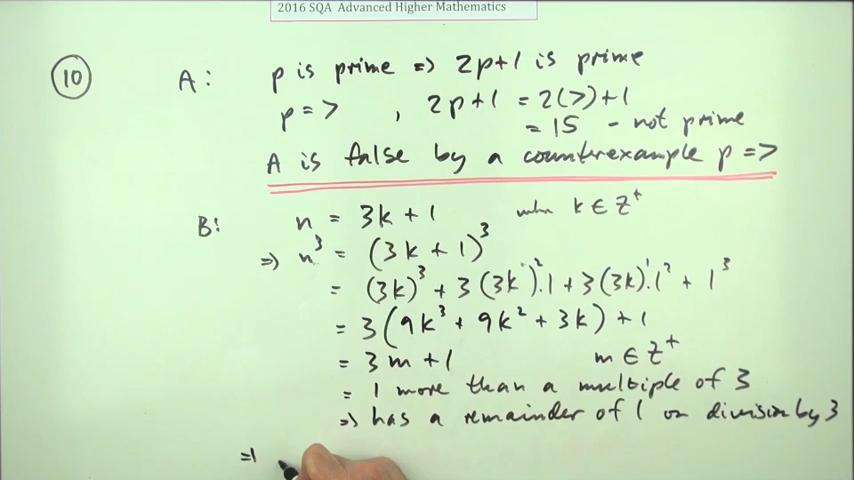 2016 SQA Advanced Higher Mathematics
10
A: p is prime ⇒ 2p+1 is prime
p = 7 , 2p+1 = 2(7)+1
= 15 - not prime
A is false by a counterexample p = 7
B: n = 3k + 1 when k ∈ Z⁺
⇒ n³ = (3k + 1)³
= (3k)³ + 3(3k)².1 + 3(3k)¹.1² + 1³
= 3(9k³ + 9k² + 3k) + 1
= 3m + 1 m ∈ Z⁺
= 1 more than a multiple of 3
⇒ has a remainder of 1 on division by 3
⇒